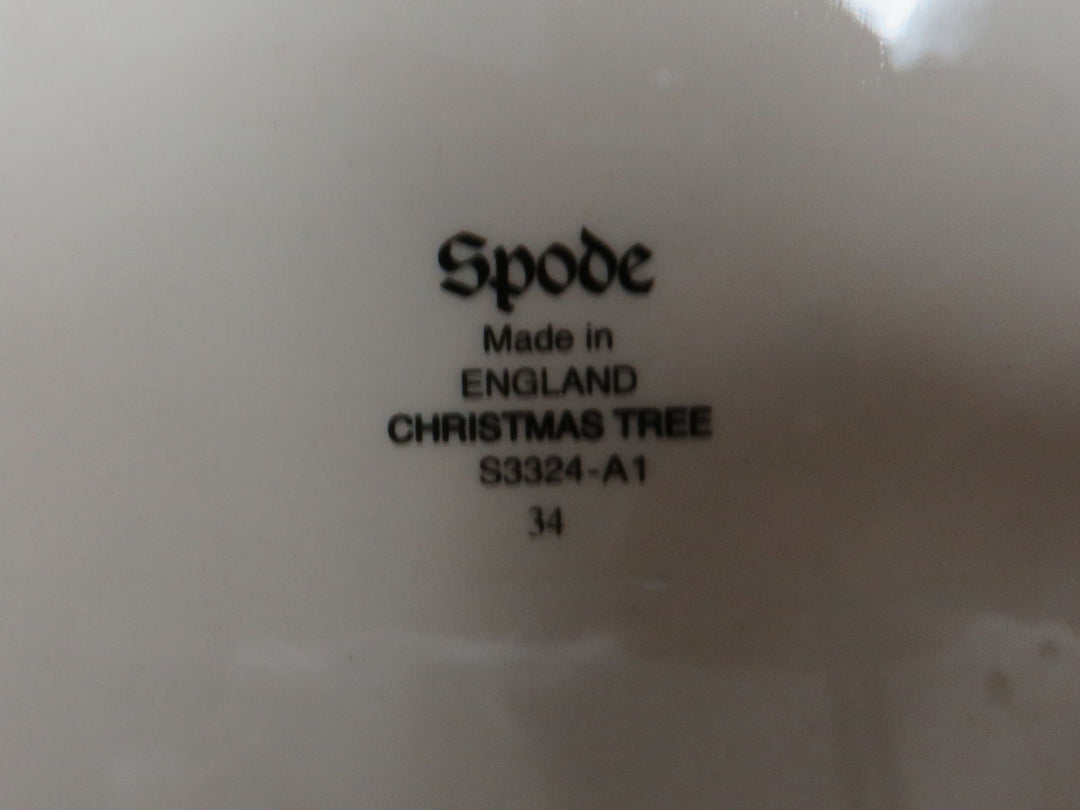 Spode
Made in
ENGLAND
CHRISTMAS TREE
S3324-A1
34